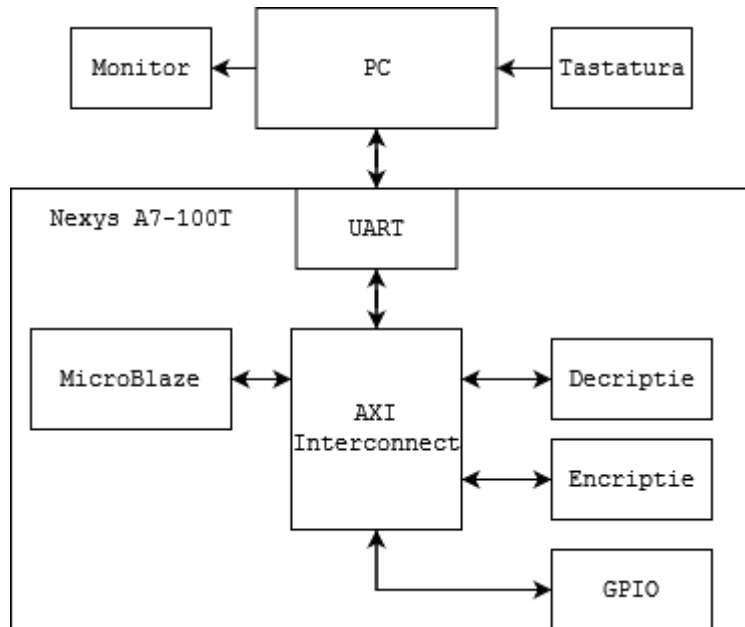 Monitor
PC
Tastatura
Nexys A7-100T
UART
MicroBlaze
AXI
Interconnect
Decriptie
Encriptie
GPIO